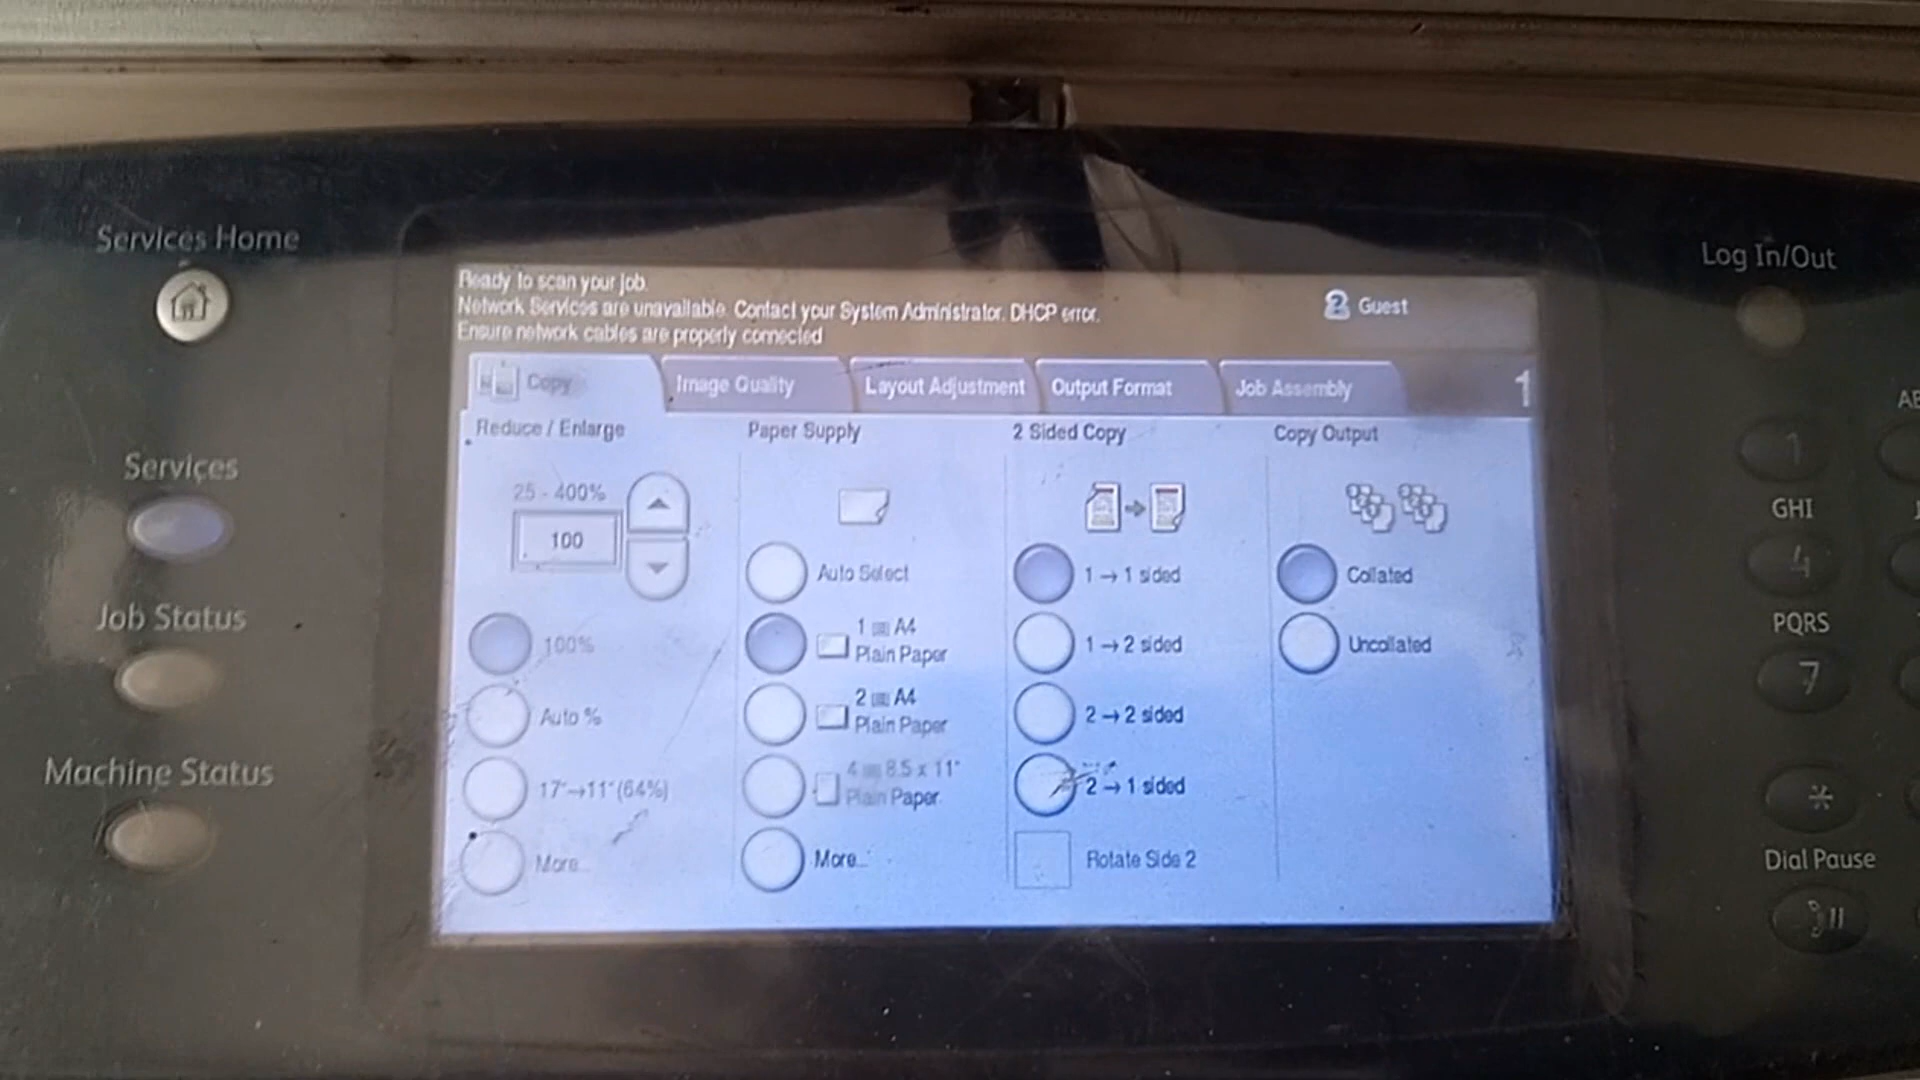 Services Home
Services
Job Status
Machine Status
Ready to scan your job.
Network Services are unavailable. Contact your System Administrator. DHCP error.
Ensure network cables are properly connected
Guest
Copy
Image Quality
Layout Adjustment
Output Format
Job Assembly
1
Reduce / Enlarge
25 - 400%
100
100%
Auto %
17"→11"(64%)
More...
Paper Supply
Auto Select
1 A4
Plain Paper
2 A4
Plain Paper
4 8.5 x 11"
Plain Paper
More...
2 Sided Copy
1 → 1 sided
1 → 2 sided
2 → 2 sided
2 → 1 sided
Rotate Side 2
Copy Output
Collated
Uncollated
Log In/Out
1
GHI
4
PQRS
7
*
Dial Pause